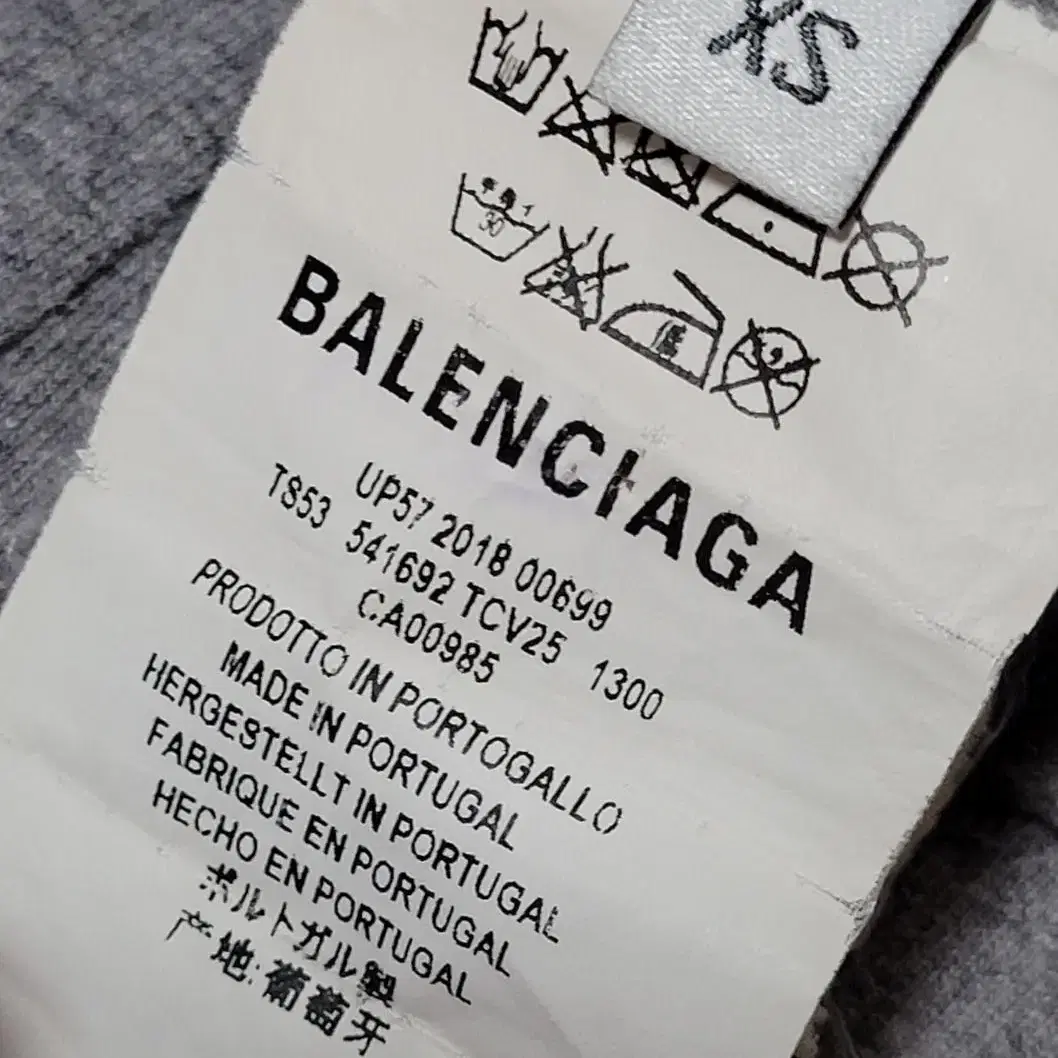 XS
30
BALENCIAGA
UP57 2018 00699
TS53 541692 TCV25 1300
CA00985
PRODOTTO IN PORTOGALLO
MADE IN PORTUGAL
HERGESTELLT IN PORTUGAL
FABRIQUE EN PORTUGAL
HECHO EN PORTUGAL
ポルトガル製
产地:葡萄牙